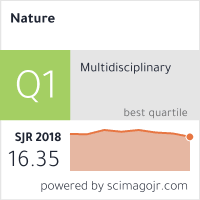 Nature
Q1
Multidisciplinary
best quartile
SJR 2018
16.35
powered by scimagojr.com